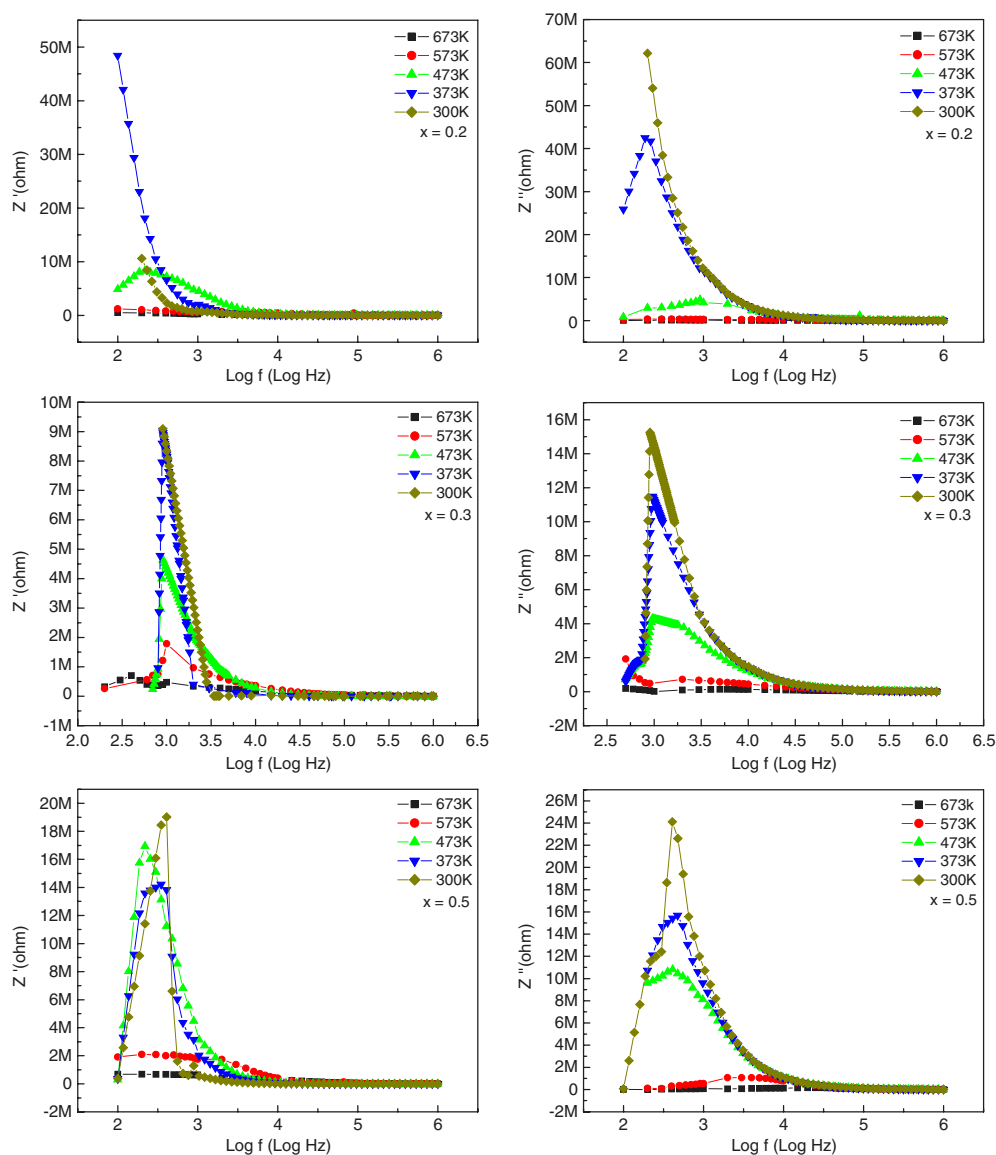 50M
40M
30M
20M
10M
0
Z '(ohm)
673K
573K
473K
373K
300K
x = 0.2
2 3 4 5 6
Log f (Log Hz)
70M
60M
50M
40M
30M
20M
10M
0
Z "(ohm)
673K
573K
473K
373K
300K
x = 0.2
2 3 4 5 6
Log f (Log Hz)
10M
9M
8M
7M
6M
5M
4M
3M
2M
1M
0
-1M
Z '(ohm)
673K
573K
473K
373K
300K
x = 0.3
2.0 2.5 3.0 3.5 4.0 4.5 5.0 5.5 6.0 6.5
Log f (Log Hz)
16M
14M
12M
10M
8M
6M
4M
2M
0
-2M
Z "(ohm)
673K
573K
473K
373K
300K
x = 0.3
2.5 3.0 3.5 4.0 4.5 5.0 5.5 6.0 6.5
Log f (Log Hz)
20M
18M
16M
14M
12M
10M
8M
6M
4M
2M
0
-2M
Z '(ohm)
673K
573K
473K
373K
300K
x = 0.5
2 3 4 5 6
Log f (Log Hz)
26M
24M
22M
20M
18M
16M
14M
12M
10M
8M
6M
4M
2M
0
-2M
Z "(ohm)
673k
573K
473K
373K
300K
x = 0.5
2 3 4 5 6
Log f (Log Hz)